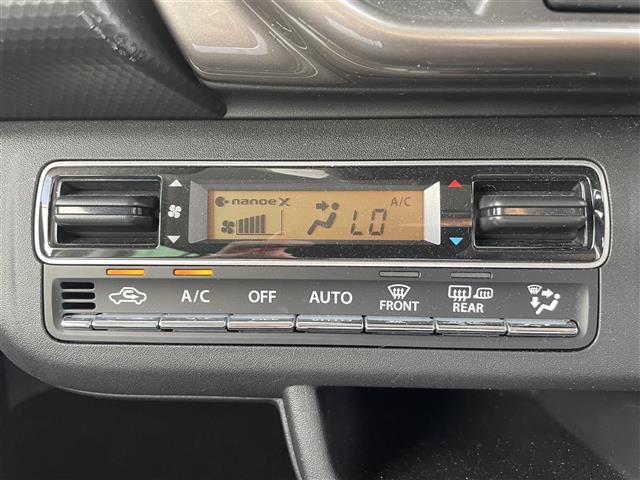 nanoeX
A/C
LO
A/C
OFF
AUTO
FRONT
REAR